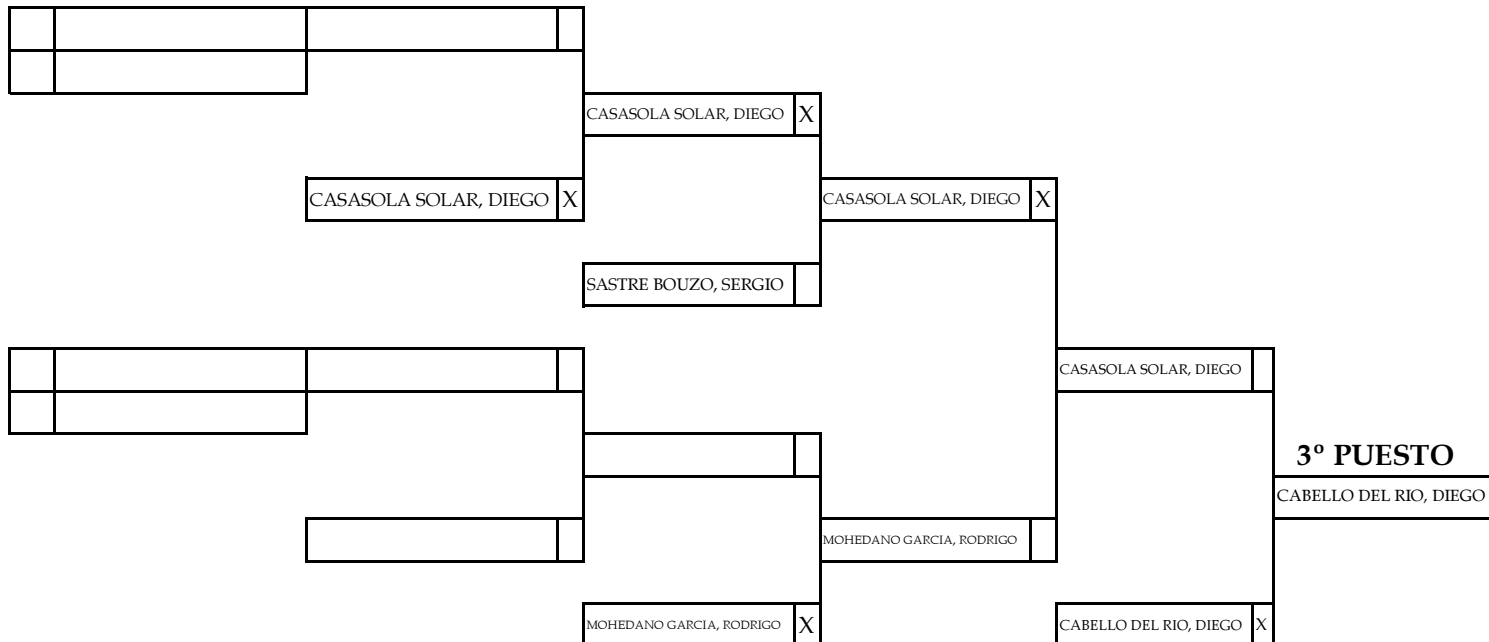 CASASOLA SOLAR, DIEGO X
CASASOLA SOLAR, DIEGO X
CASASOLA SOLAR, DIEGO X
SASTRE BOUZO, SERGIO
CASASOLA SOLAR, DIEGO
3º PUESTO
CABELLO DEL RIO, DIEGO
MOHEDANO GARCIA, RODRIGO
MOHEDANO GARCIA, RODRIGO X
CABELLO DEL RIO, DIEGO X